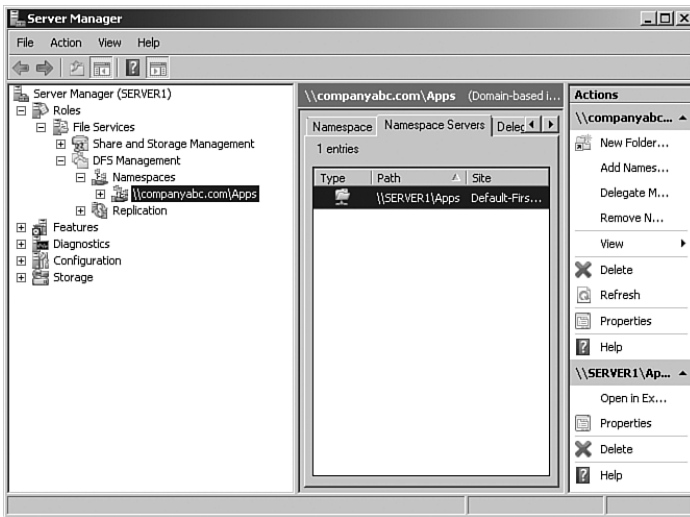 Server Manager
File Action View Help
Server Manager (SERVER1)
Roles
File Services
Share and Storage Management
DFS Management
Namespaces
\\companyabc.com\Apps
Replication
Features
Diagnostics
Configuration
Storage
\\companyabc.com\Apps (Domain-based i...
Namespace Namespace Servers Deleg
1 entries
Type Path Site
\\SERVER1\Apps Default-Firs...
Actions
\\companyabc...
New Folder...
Add Names...
Delegate M...
Remove N...
View
Delete
Refresh
Properties
Help
\\SERVER1\Ap...
Open in Ex...
Properties
Delete
Help